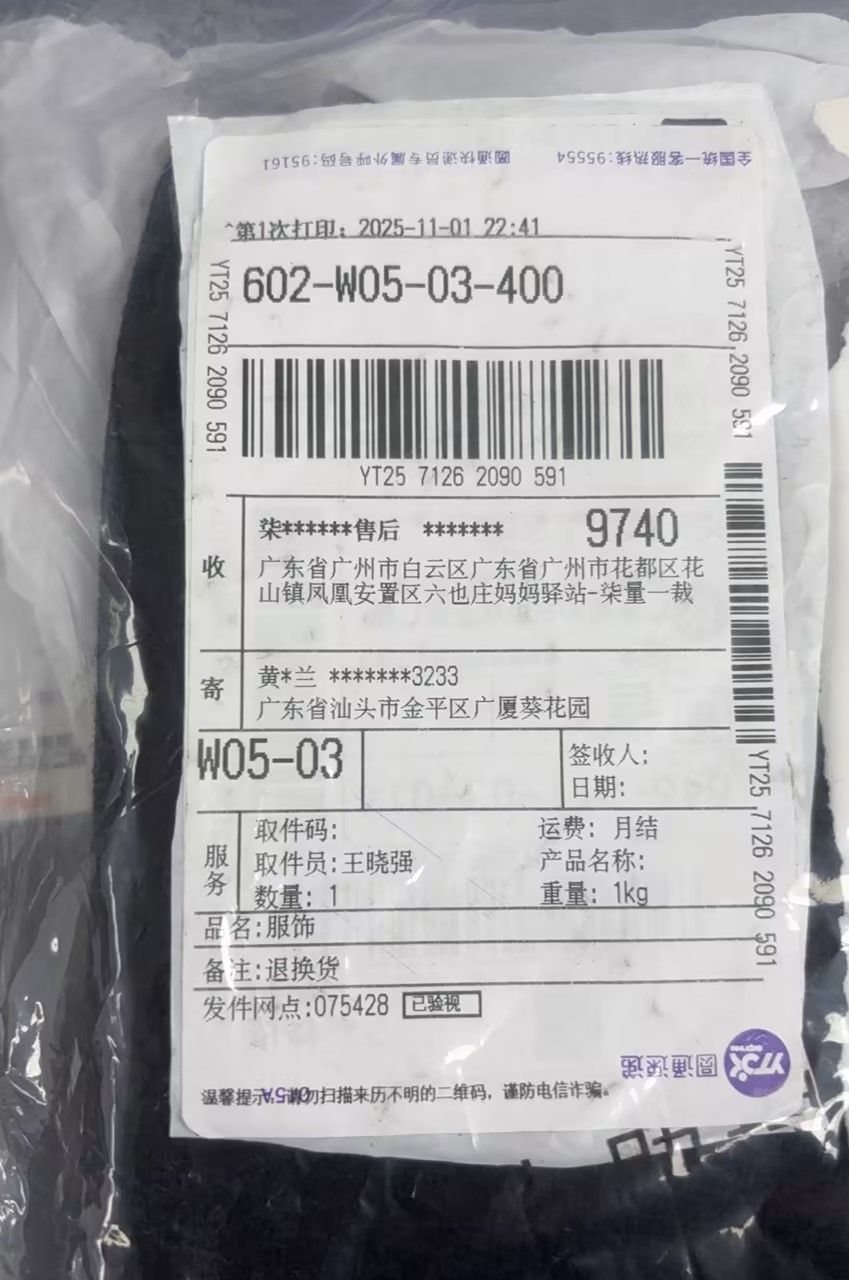 全国统一客服热线:95554 圆通快递员专属外呼号码:95161
^第1次打印: 2025-11-01 22:41
602-W05-03-400
YT25 7126 2090 591
YT25 7126 2090 591
YT25 7126 2090 591
收
柒******售后 ******* 9740
广东省广州市白云区广东省广州市花都区花
山镇凤凰安置区六也庄妈妈驿站-柒量一裁
寄
黄*兰 *******3233
广东省汕头市金平区广厦葵花园
W05-03
签收人:
日期:
YT25 7126 2090 591
服务
取件码: 运费: 月结
取件员:王晓强 产品名称:
数量: 1 重量: 1kg
品名:服饰
备注:退换货
发件网点:075428 已验视
圆通速递 YTO express
温馨提示: 请勿扫描来历不明的二维码, 谨防电信诈骗。